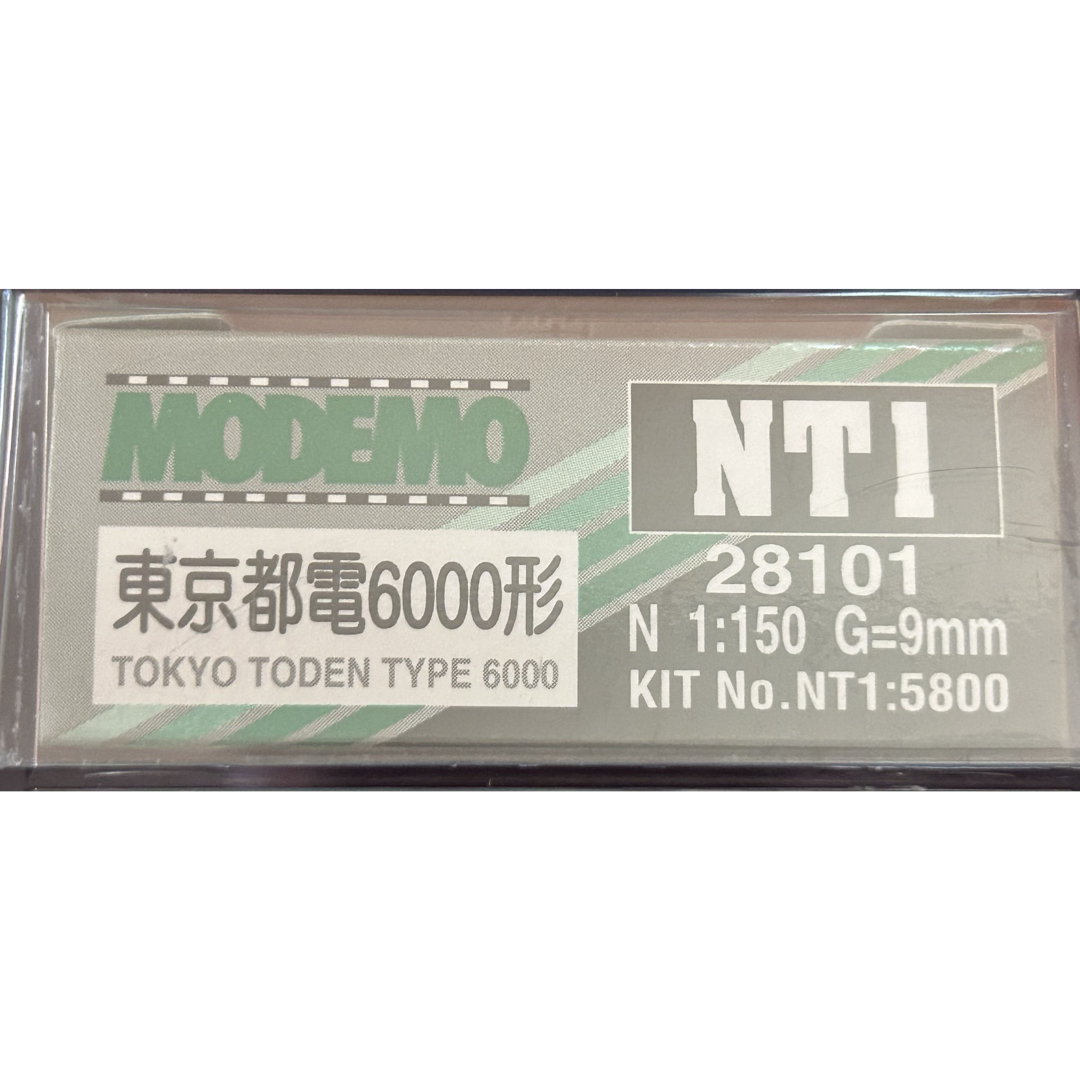 MODEMO
東京都電6000形
TOKYO TODEN TYPE 6000
NT1
28101
N 1:150 G=9mm
KIT No.NT1:5800